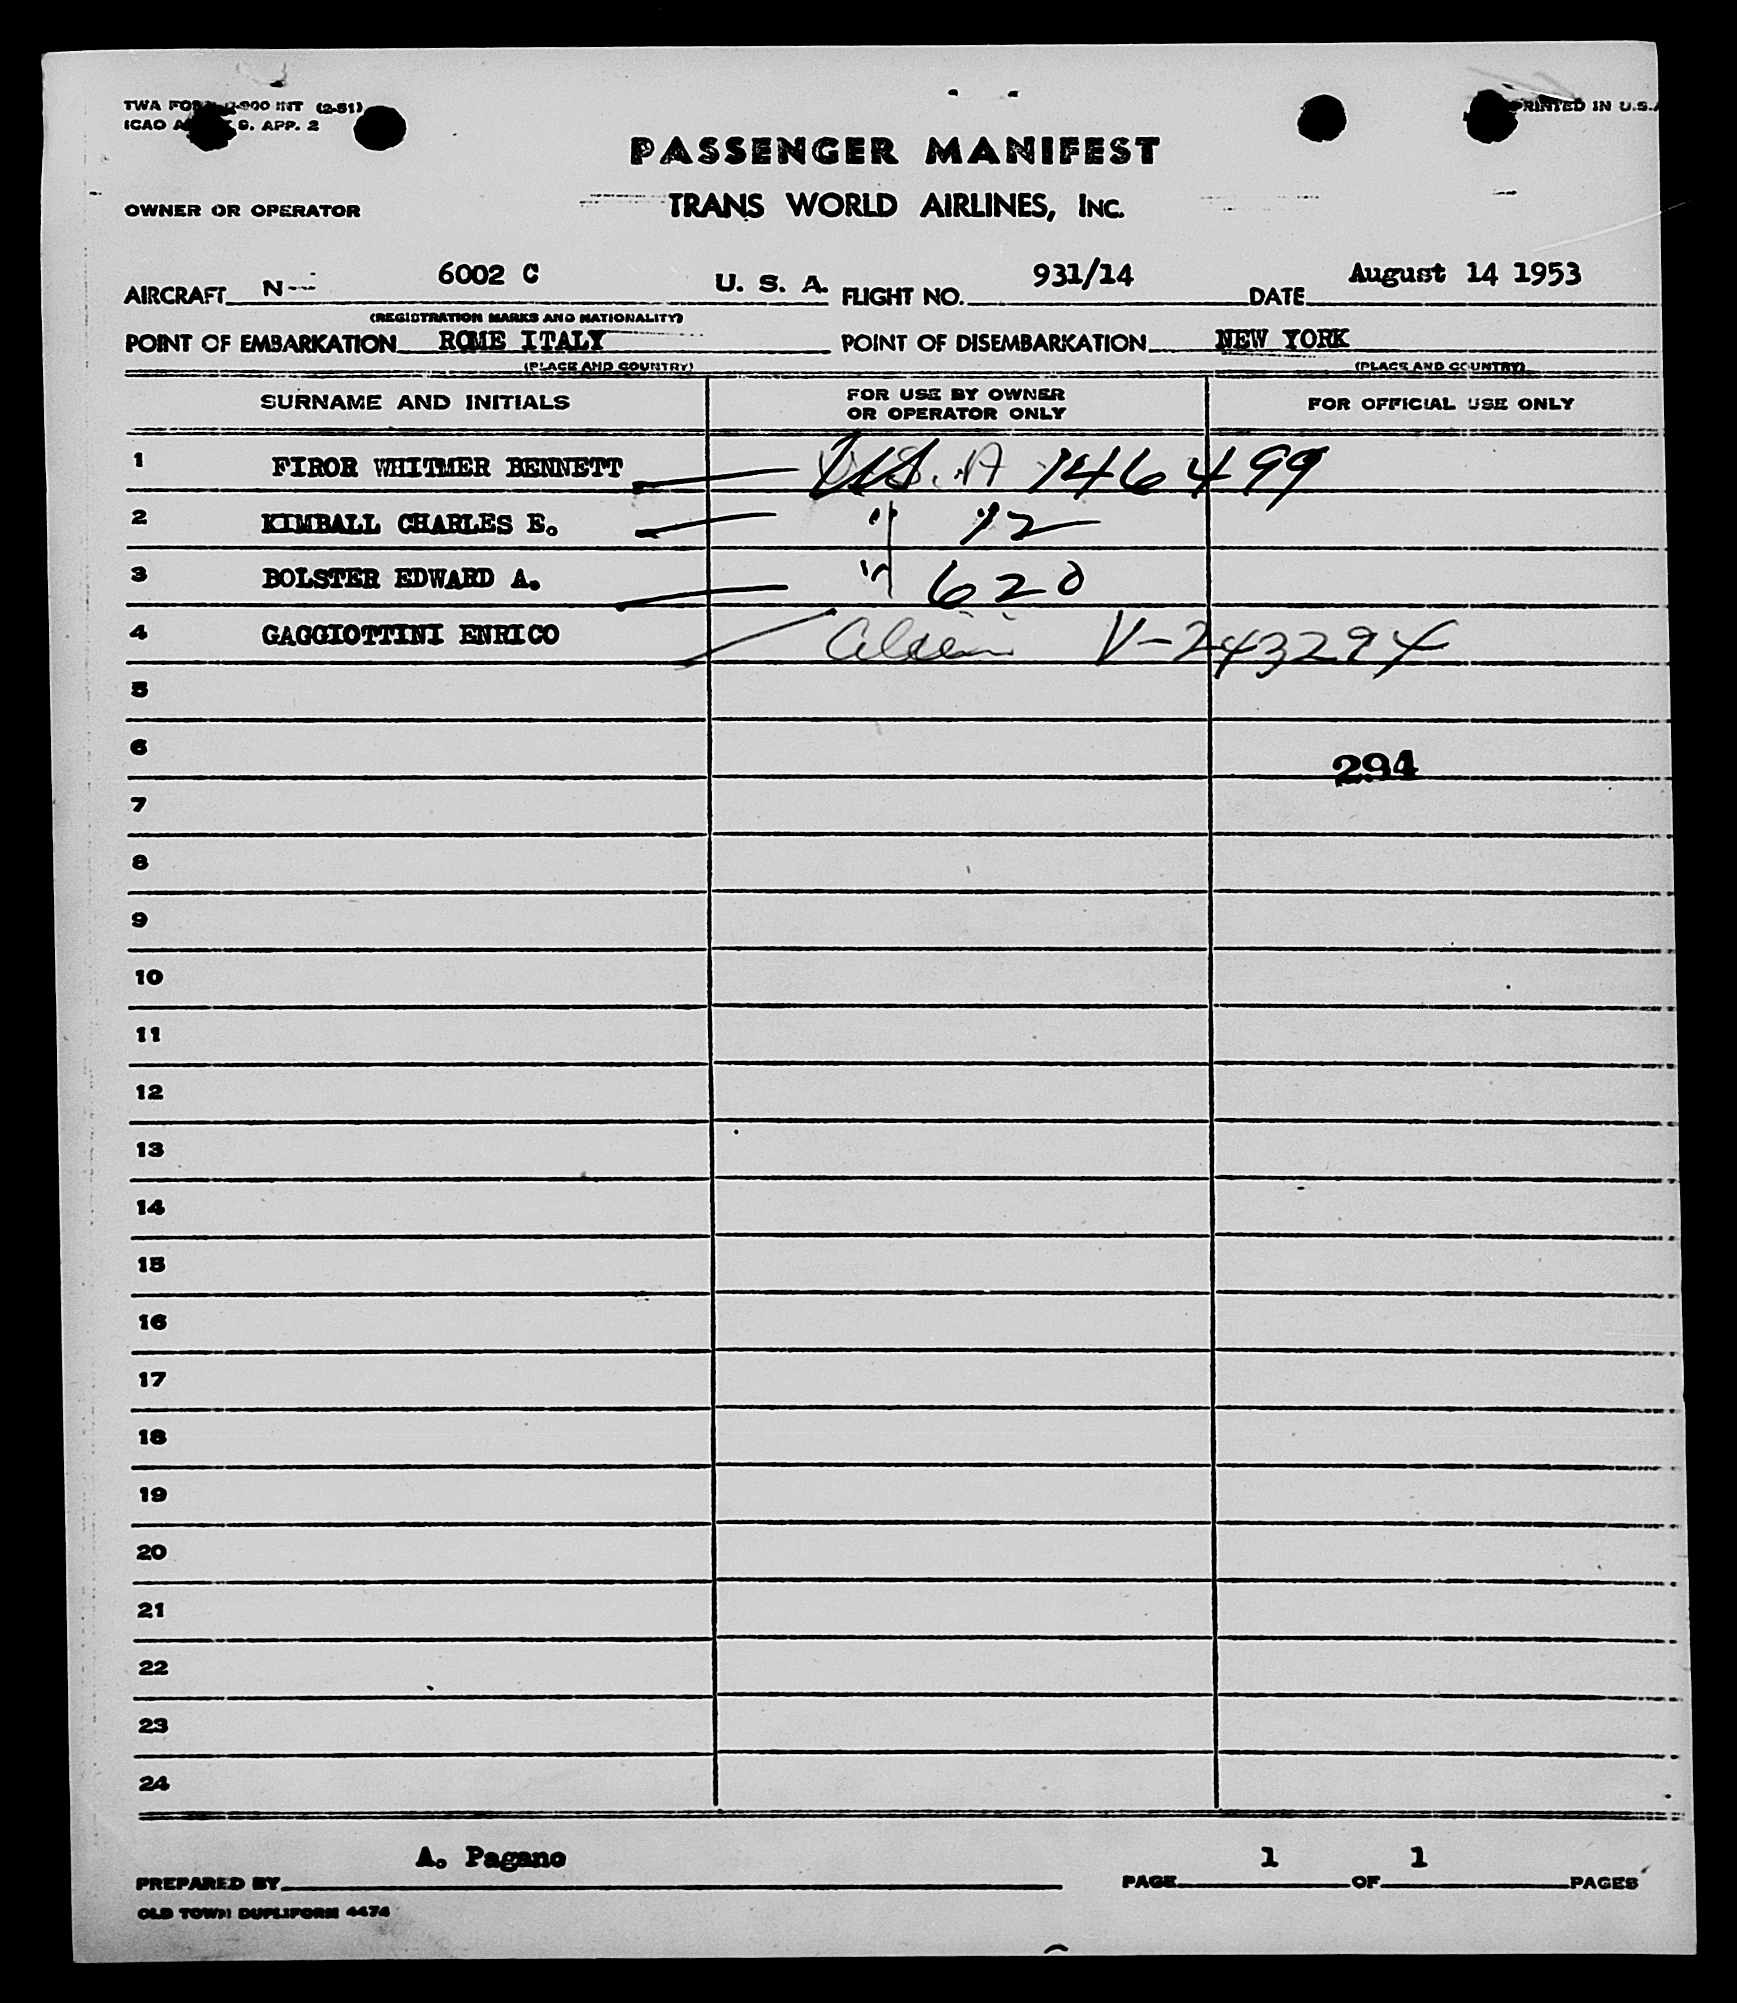 TWA FORM 0-900 INT (2-51)
ICAO 9. APP. 2
PRINTED IN U.S.A
PASSENGER MANIFEST
OWNER OR OPERATOR TRANS WORLD AIRLINES, INC.
AIRCRAFT N-- 6002 C U. S. A. FLIGHT NO. 931/14 DATE August 14 1953
(REGISTRATION MARKS AND NATIONALITY)
POINT OF EMBARKATION ROME ITALY POINT OF DISEMBARKATION NEW YORK
(PLACE AND COUNTRY) (PLACE AND COUNTRY)
SURNAME AND INITIALS FOR USE BY OWNER OR OPERATOR ONLY FOR OFFICIAL USE ONLY
1 FIROR WHITMER BENNETT U.S.A 146499
2 KIMBALL CHARLES E. " 12
3 BOLSTER EDWARD A. " 620
4 GAGGIOTTINI ENRICO Alien V-243294
5
6 294
7
8
9
10
11
12
13
14
15
16
17
18
19
20
21
22
23
24
PREPARED BY A. Pagano PAGE 1 OF 1 PAGES
OLD TOWN DUPLIFORM 4474